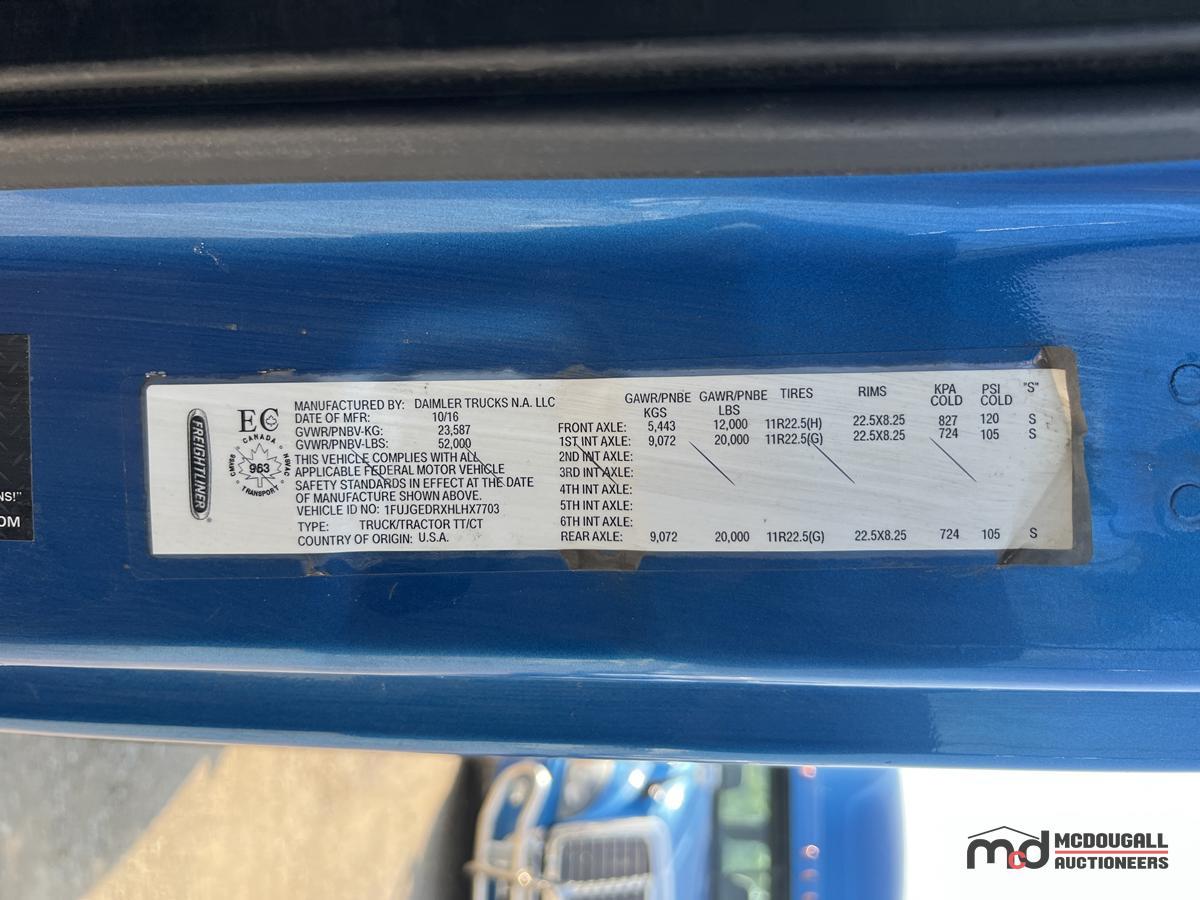 NS!"
OM
FREIGHTLINER
EC
CANADA
CMVSS 963 NSVAC
TRANSPORT
MANUFACTURED BY: DAIMLER TRUCKS N.A. LLC
DATE OF MFR: 10/16
GVWR/PNBV-KG: 23,587
GVWR/PNBV-LBS: 52,000
THIS VEHICLE COMPLIES WITH ALL
APPLICABLE FEDERAL MOTOR VEHICLE
SAFETY STANDARDS IN EFFECT AT THE DATE
OF MANUFACTURE SHOWN ABOVE.
VEHICLE ID NO: 1FUJGEDRXHLHX7703
TYPE: TRUCK/TRACTOR TT/CT
COUNTRY OF ORIGIN: U.S.A.
GAWR/PNBE KGS GAWR/PNBE LBS TIRES RIMS KPA COLD PSI COLD "S"
FRONT AXLE: 5,443 12,000 11R22.5(H) 22.5X8.25 827 120 S
1ST INT AXLE: 9,072 20,000 11R22.5(G) 22.5X8.25 724 105 S
2ND INT AXLE:
3RD INT AXLE:
4TH INT AXLE:
5TH INT AXLE:
6TH INT AXLE:
REAR AXLE: 9,072 20,000 11R22.5(G) 22.5X8.25 724 105 S
mcd MCDOUGALL
AUCTIONEERS